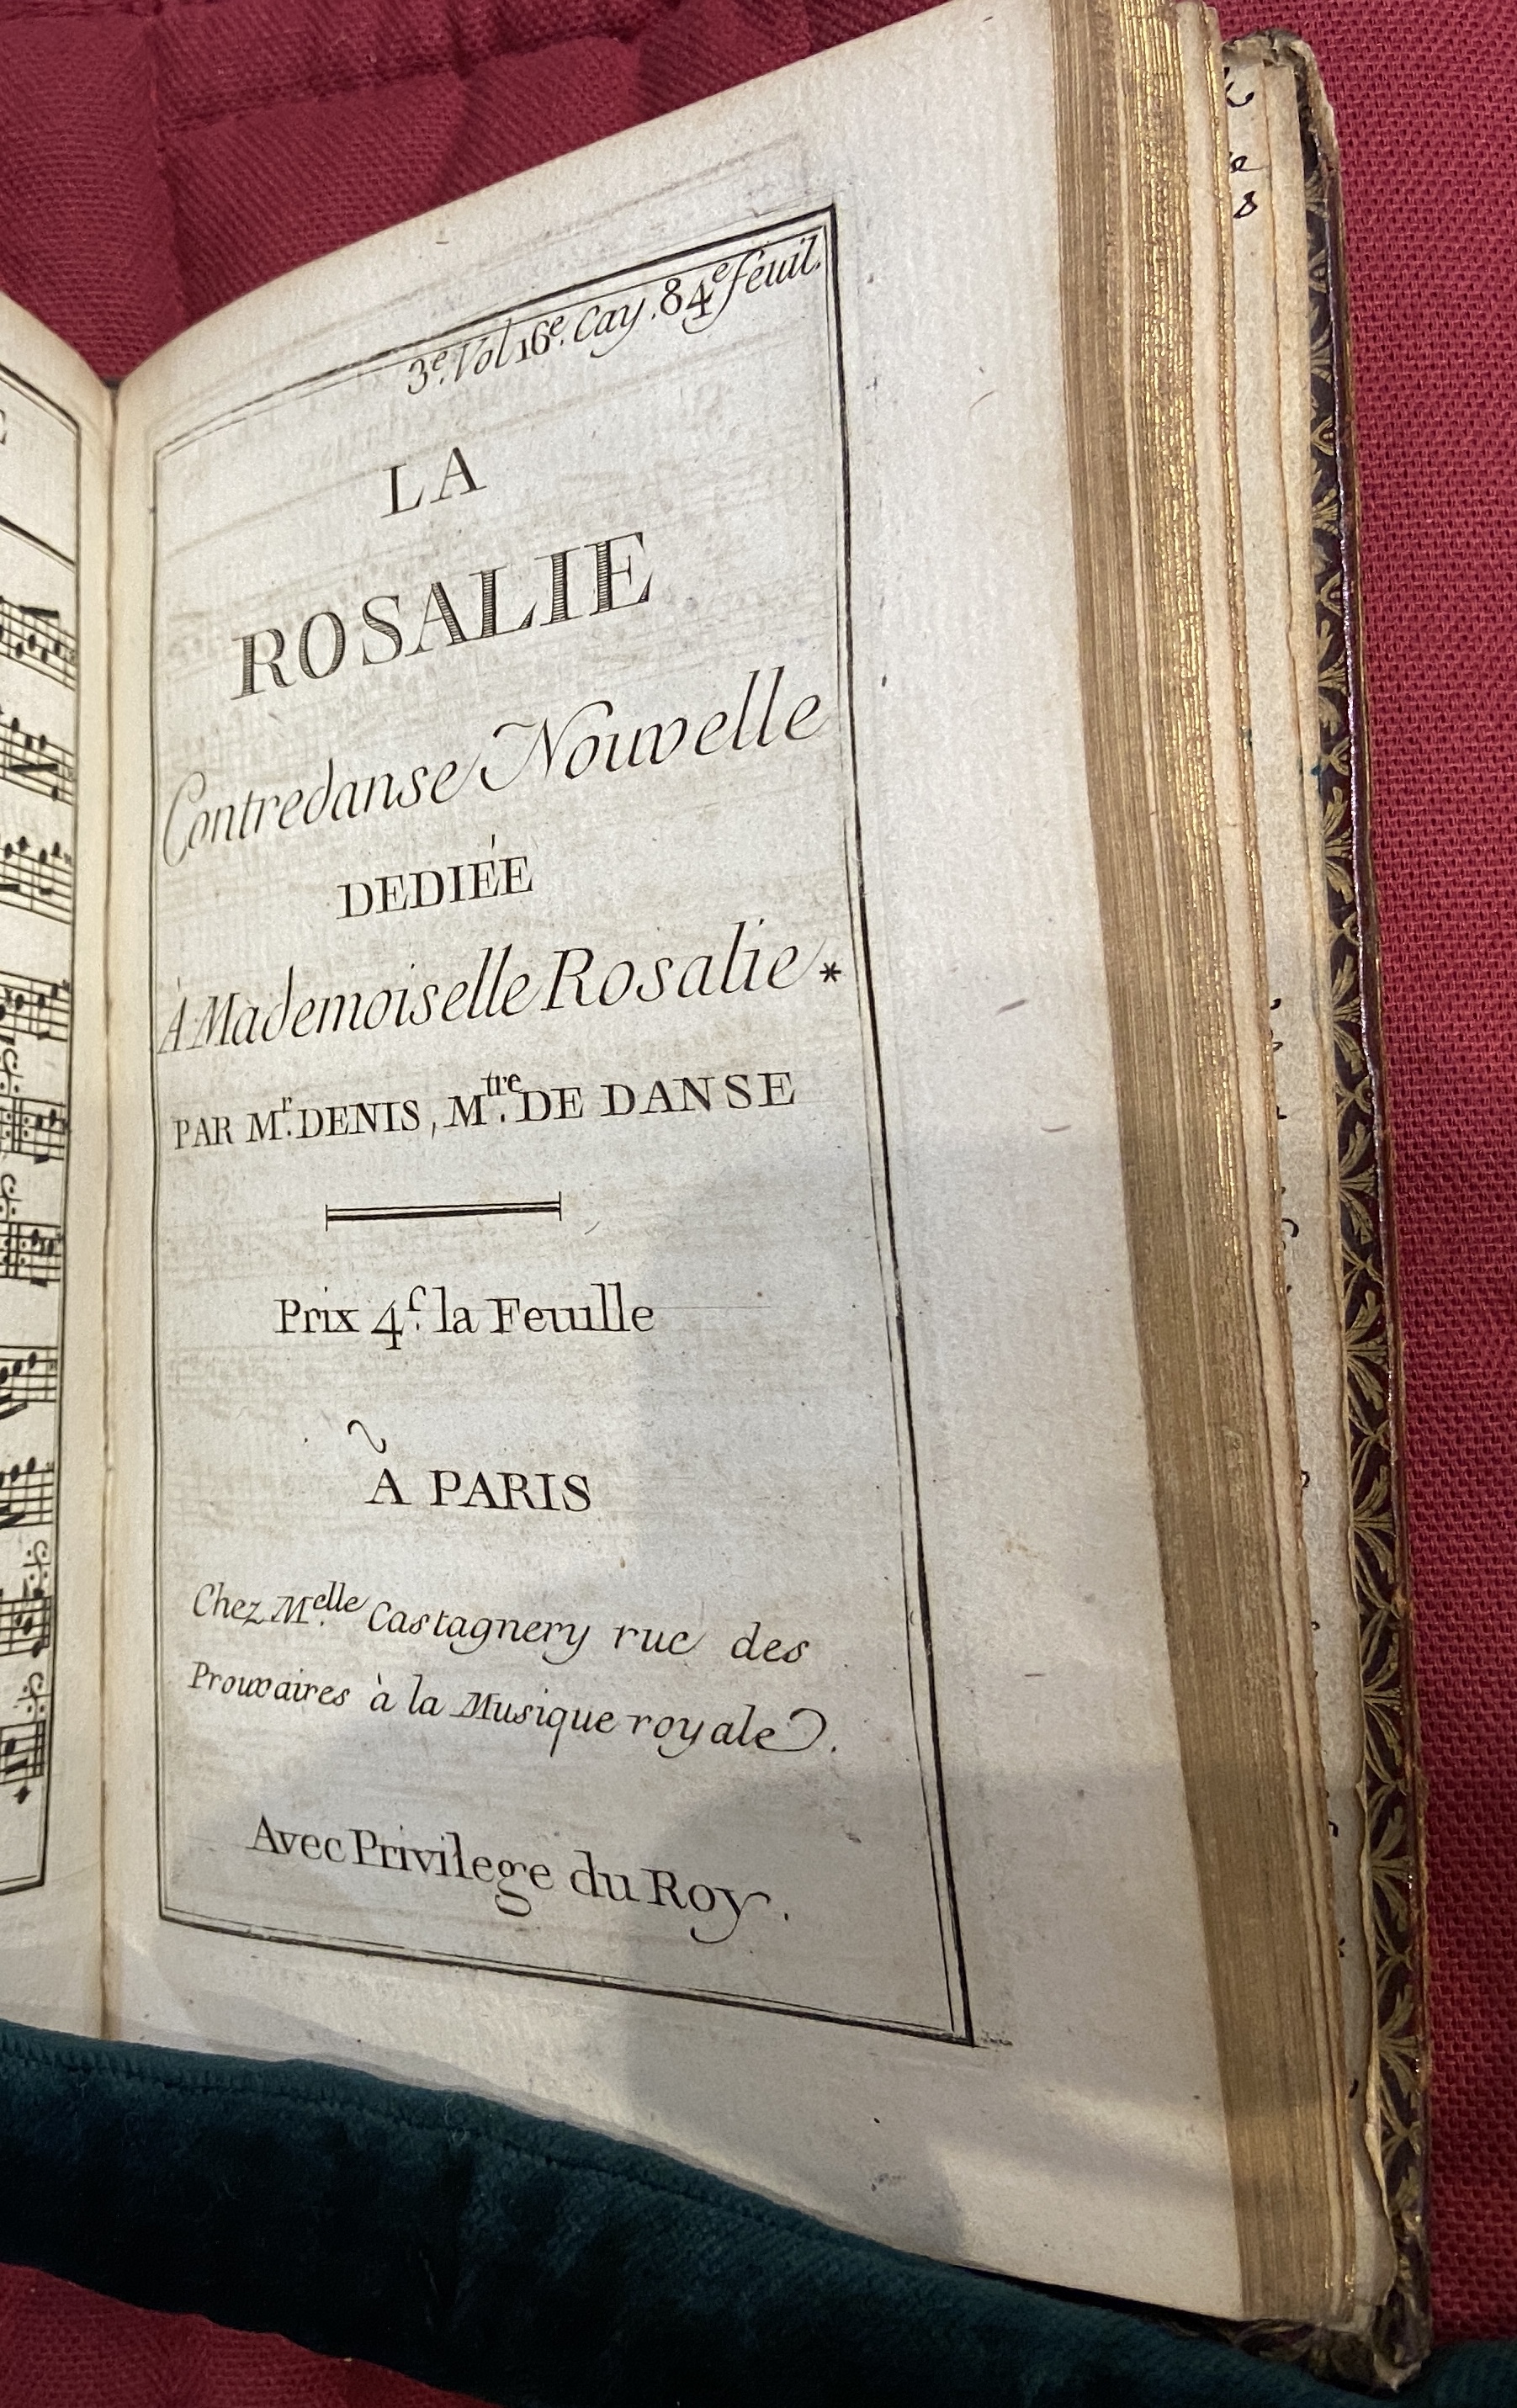 3e. Vol 16e. Cay. 84e feuil.
LA
ROSALIE
Contredanse Nouvelle
DEDIÉE
À Mademoiselle Rosalie *
PAR Mr. DENIS, Mtre. DE DANSE
Prix 4s. la Feuille
A PARIS
Chez Melle. Castagnery rue des
Prouvaires à la Musique royale.
Avec Privilege du Roy.